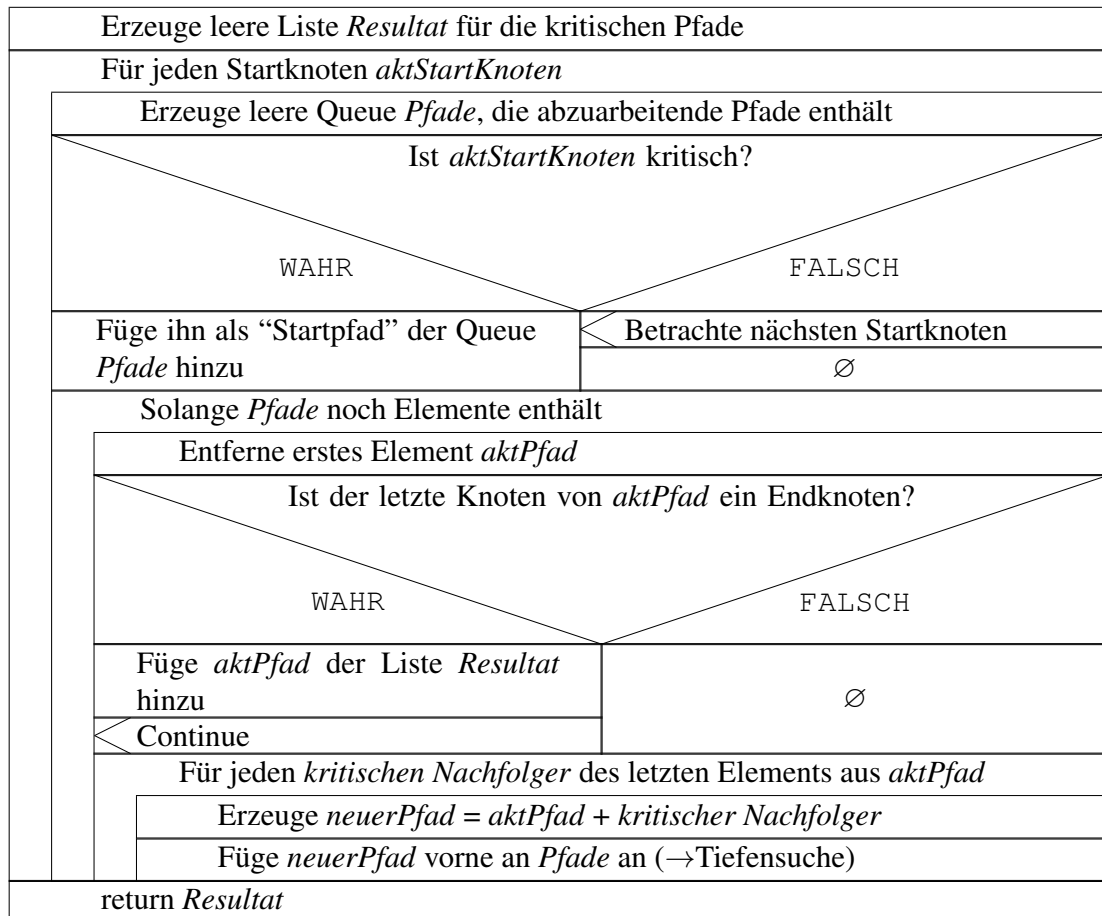 Erzeuge leere Liste Resultat für die kritischen Pfade
Für jeden Startknoten aktStartKnoten
Erzeuge leere Queue Pfade, die abzuarbeitende Pfade enthält
Ist aktStartKnoten kritisch?
WAHR
FALSCH
Füge ihn als “Startpfad” der Queue
Pfade hinzu
Betrachte nächsten Startknoten
∅
Solange Pfade noch Elemente enthält
Entferne erstes Element aktPfad
Ist der letzte Knoten von aktPfad ein Endknoten?
WAHR
FALSCH
Füge aktPfad der Liste Resultat
hinzu
Continue
∅
Für jeden kritischen Nachfolger des letzten Elements aus aktPfad
Erzeuge neuerPfad = aktPfad + kritischer Nachfolger
Füge neuerPfad vorne an Pfade an (→Tiefensuche)
return Resultat